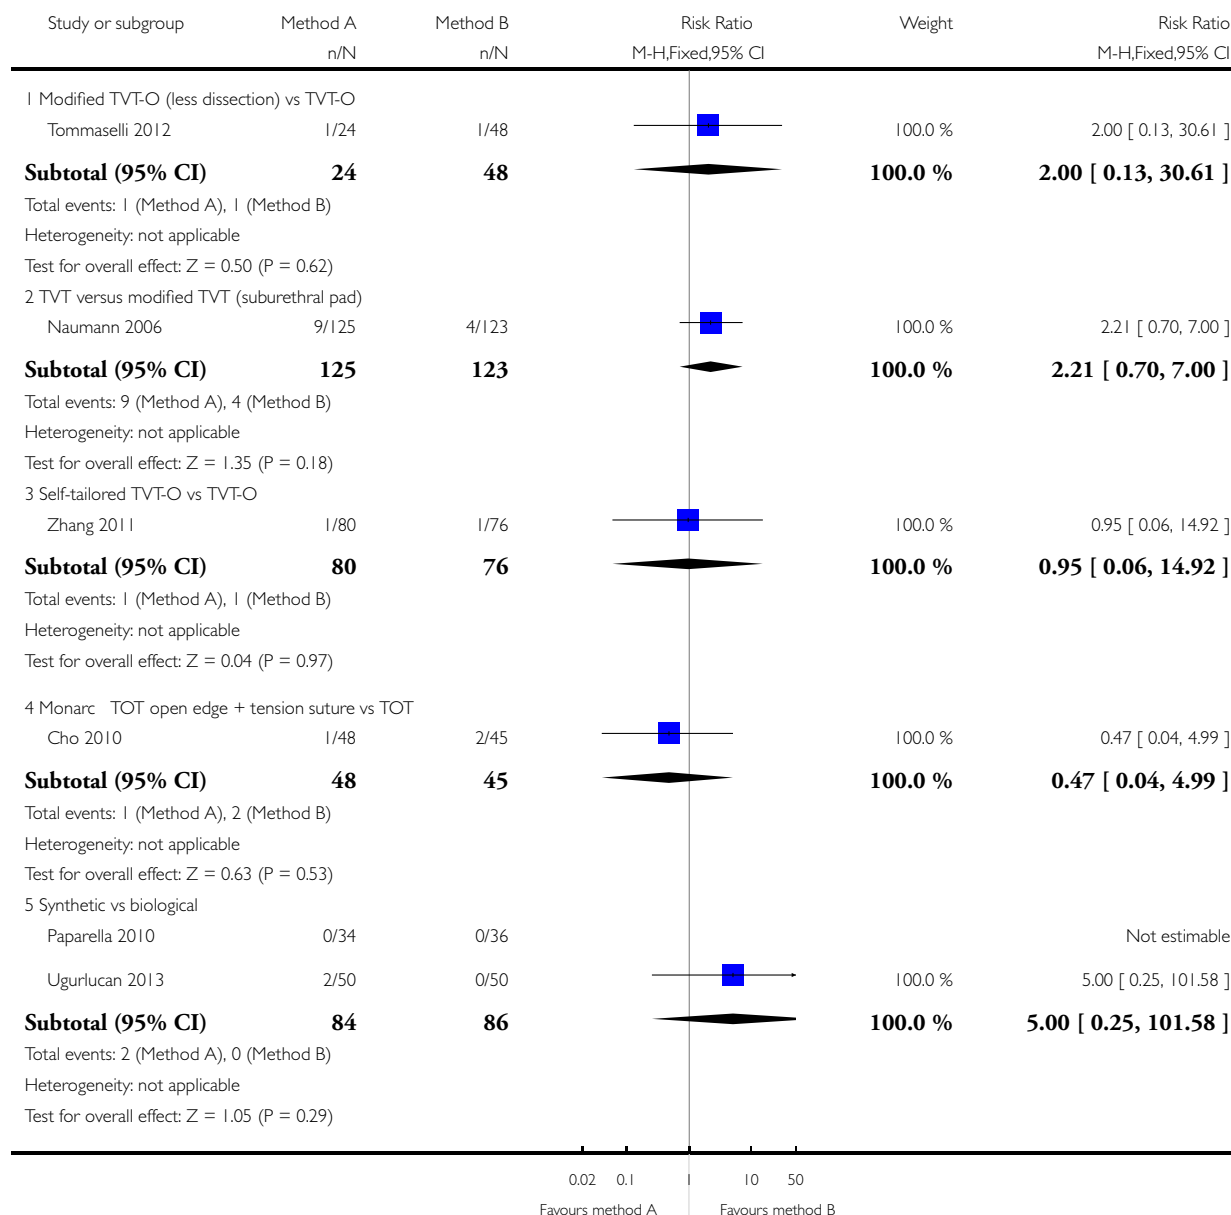 Study or subgroup Method A Method B Risk Ratio Weight Risk Ratio
n/N n/N M-H,Fixed,95% CI M-H,Fixed,95% CI
1 Modified TVT-O (less dissection) vs TVT-O
Tommaselli 2012 1/24 1/48 100.0 % 2.00 [ 0.13, 30.61 ]
Subtotal (95% CI) 24 48 100.0 % 2.00 [ 0.13, 30.61 ]
Total events: 1 (Method A), 1 (Method B)
Heterogeneity: not applicable
Test for overall effect: Z = 0.50 (P = 0.62)
2 TVT versus modified TVT (suburethral pad)
Naumann 2006 9/125 4/123 100.0 % 2.21 [ 0.70, 7.00 ]
Subtotal (95% CI) 125 123 100.0 % 2.21 [ 0.70, 7.00 ]
Total events: 9 (Method A), 4 (Method B)
Heterogeneity: not applicable
Test for overall effect: Z = 1.35 (P = 0.18)
3 Self-tailored TVT-O vs TVT-O
Zhang 2011 1/80 1/76 100.0 % 0.95 [ 0.06, 14.92 ]
Subtotal (95% CI) 80 76 100.0 % 0.95 [ 0.06, 14.92 ]
Total events: 1 (Method A), 1 (Method B)
Heterogeneity: not applicable
Test for overall effect: Z = 0.04 (P = 0.97)
4 Monarc TOT open edge + tension suture vs TOT
Cho 2010 1/48 2/45 100.0 % 0.47 [ 0.04, 4.99 ]
Subtotal (95% CI) 48 45 100.0 % 0.47 [ 0.04, 4.99 ]
Total events: 1 (Method A), 2 (Method B)
Heterogeneity: not applicable
Test for overall effect: Z = 0.63 (P = 0.53)
5 Synthetic vs biological
Paparella 2010 0/34 0/36 Not estimable
Ugurlucan 2013 2/50 0/50 100.0 % 5.00 [ 0.25, 101.58 ]
Subtotal (95% CI) 84 86 100.0 % 5.00 [ 0.25, 101.58 ]
Total events: 2 (Method A), 0 (Method B)
Heterogeneity: not applicable
Test for overall effect: Z = 1.05 (P = 0.29)
0.02 0.1 1 10 50
Favours method A Favours method B